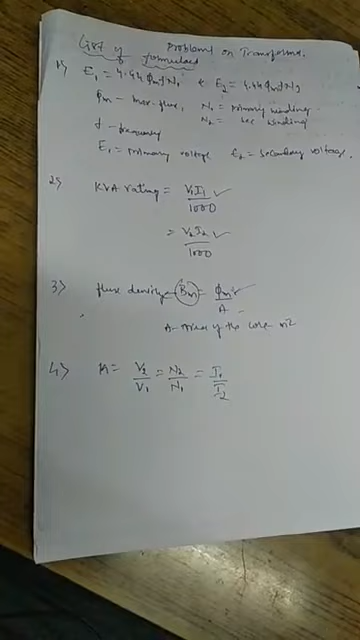 List of formulaes
Problems on Transformer.
1) E₁ = 4.44 ϕm f N₁ & E₂ = 4.44 ϕm f N₂
ϕm - max. flux, N₁ = primary winding
N₂ = sec winding
f - frequency
E₁ = primary voltage E₂ = secondary voltage.
2) KVA rating = V₁I₁/1000 ✓
= V₂I₂/1000 ✓
3) flux density Bm = ϕm/A
A - Area of the core m²
4) K = V₂/V₁ = N₂/N₁ = I₁/I₂